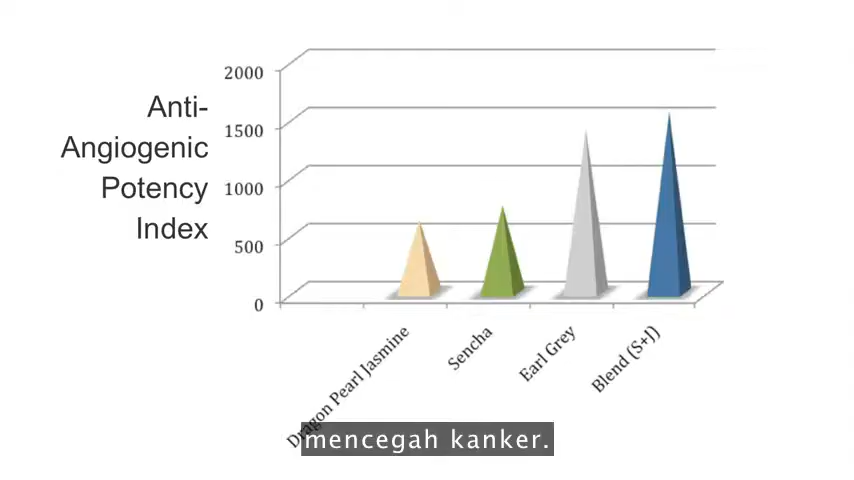 Anti-
Angiogenic
Potency
Index
2000
1500
1000
500
0
Dragon Pearl Jasmine
Sencha
Earl Grey
Blend (S+J)
mencegah kanker.